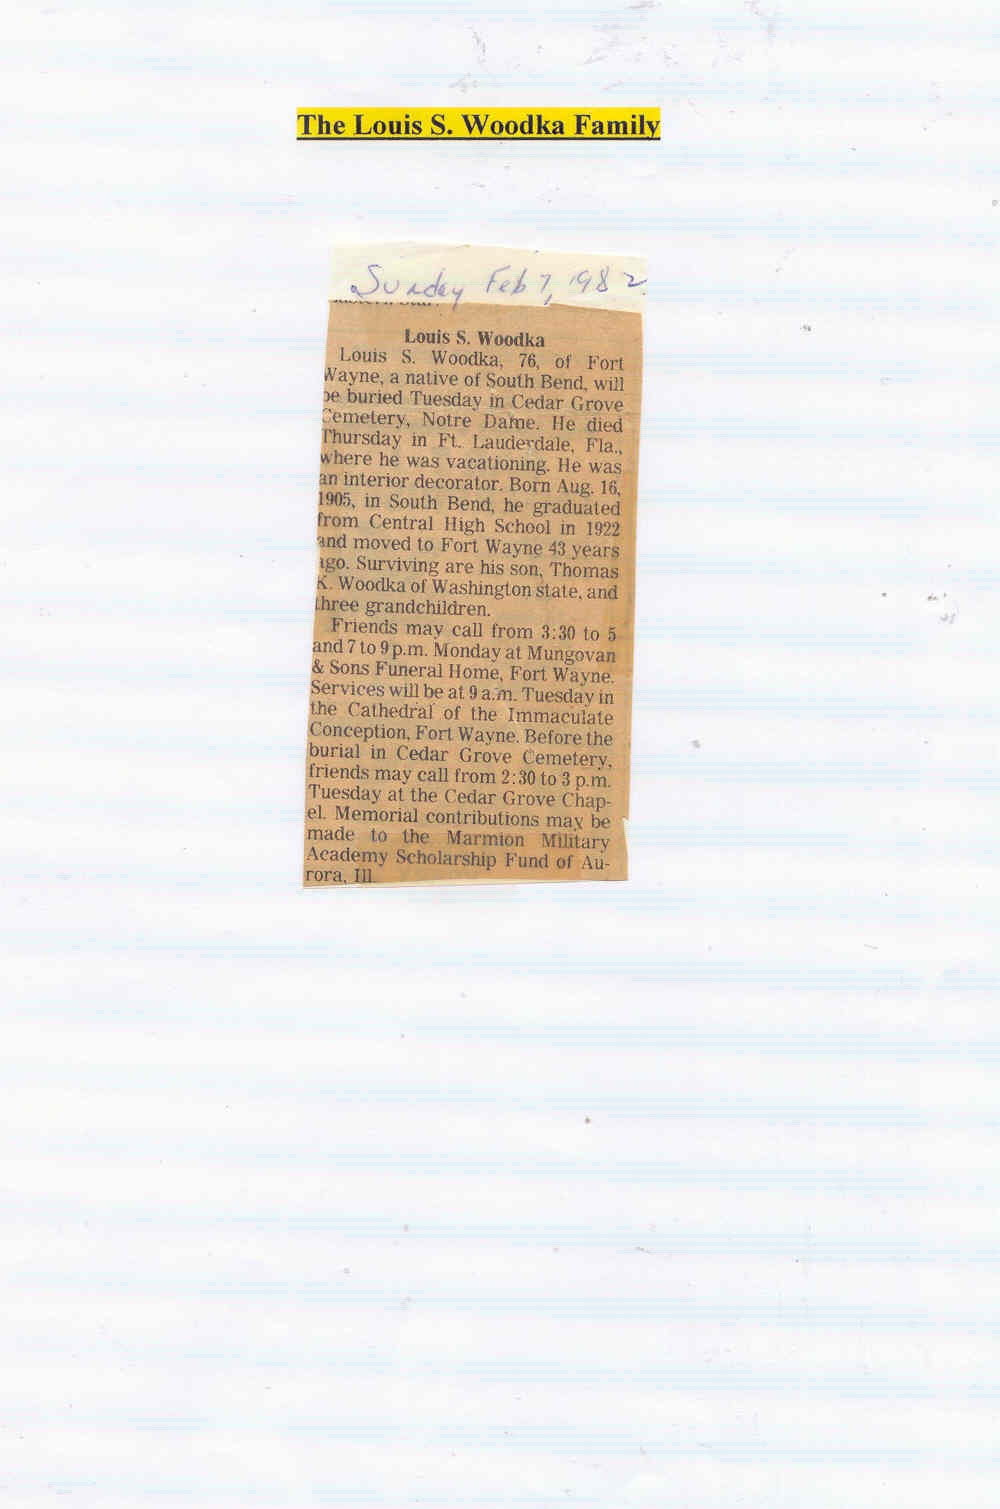 The Louis S. Woodka Family
Sunday Feb 7, 1982
Louis S. Woodka
Louis S. Woodka, 76, of Fort
Wayne, a native of South Bend, will
be buried Tuesday in Cedar Grove
Cemetery, Notre Dame. He died
Thursday in Ft. Lauderdale, Fla.,
where he was vacationing. He was
an interior decorator. Born Aug. 16,
1905, in South Bend, he graduated
from Central High School in 1922
and moved to Fort Wayne 43 years
ago. Surviving are his son, Thomas
K. Woodka of Washington state, and
three grandchildren.
Friends may call from 3:30 to 5
and 7 to 9 p.m. Monday at Mungovan
& Sons Funeral Home, Fort Wayne.
Services will be at 9 a.m. Tuesday in
the Cathedral of the Immaculate
Conception, Fort Wayne. Before the
burial in Cedar Grove Cemetery,
friends may call from 2:30 to 3 p.m.
Tuesday at the Cedar Grove Chap-
el. Memorial contributions may be
made to the Marmion Military
Academy Scholarship Fund of Au-
rora, Ill.